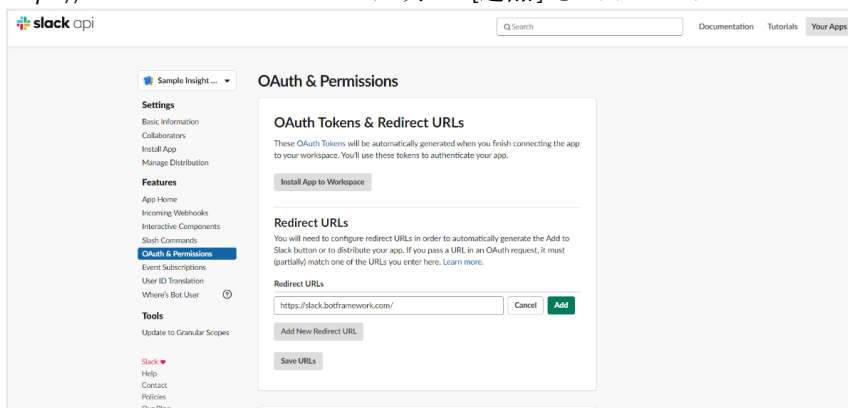 slack api
Search
Documentation
Tutorials
Your Apps
Sample Insight ...
Settings
Basic Information
Collaborators
Install App
Manage Distribution
Features
App Home
Incoming Webhooks
Interactive Components
Slash Commands
OAuth & Permissions
Event Subscriptions
User ID Translation
Where's Bot User
Tools
Update to Granular Scopes
Slack ♥
Help
Contact
Policies
Our Blog
OAuth & Permissions
OAuth Tokens & Redirect URLs
These OAuth Tokens will be automatically generated when you finish connecting the app
to your workspace. You'll use these tokens to authenticate your app.
Install App to Workspace
Redirect URLs
You will need to configure redirect URLs in order to automatically generate the Add to
Slack button or to distribute your app. If you pass a URL in an OAuth request, it must
(partially) match one of the URLs you enter here. Learn more.
Redirect URLs
https://slack.botframework.com/
Cancel
Add
Add New Redirect URL
Save URLs